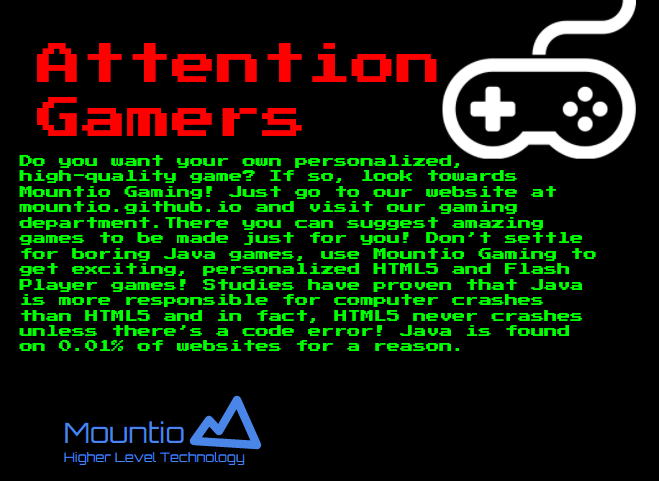 Attention
Gamers
Do you want your own personalized,
high-quality game? If so, look towards
Mountio Gaming! Just go to our website at
mountio.github.io and visit our gaming
department.There you can suggest amazing
games to be made just for you! Don't settle
for boring Java games, use Mountio Gaming to
get exciting, personalized HTML5 and Flash
Player games! Studies have proven that Java
is more responsible for computer crashes
than HTML5 and in fact, HTML5 never crashes
unless there's a code error! Java is found
on 0.01% of websites for a reason.
Mountio
Higher Level Technology